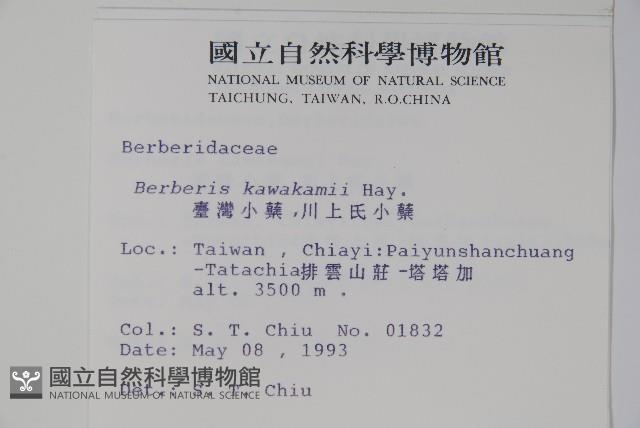 國立自然科學博物館
NATIONAL MUSEUM OF NATURAL SCIENCE
TAICHUNG, TAIWAN, R.O.CHINA
Berberidaceae
Berberis kawakamii Hay.
臺灣小蘗,川上氏小蘗
Loc.: Taiwan , Chiayi:Paiyunshanchuang
-Tatachia排雲山莊-塔塔加
alt. 3500 m .
Col.: S. T. Chiu No. 01832
Date: May 08 , 1993
Det.: S. T. Chiu
國立自然科學博物館
NATIONAL MUSEUM OF NATURAL SCIENCE